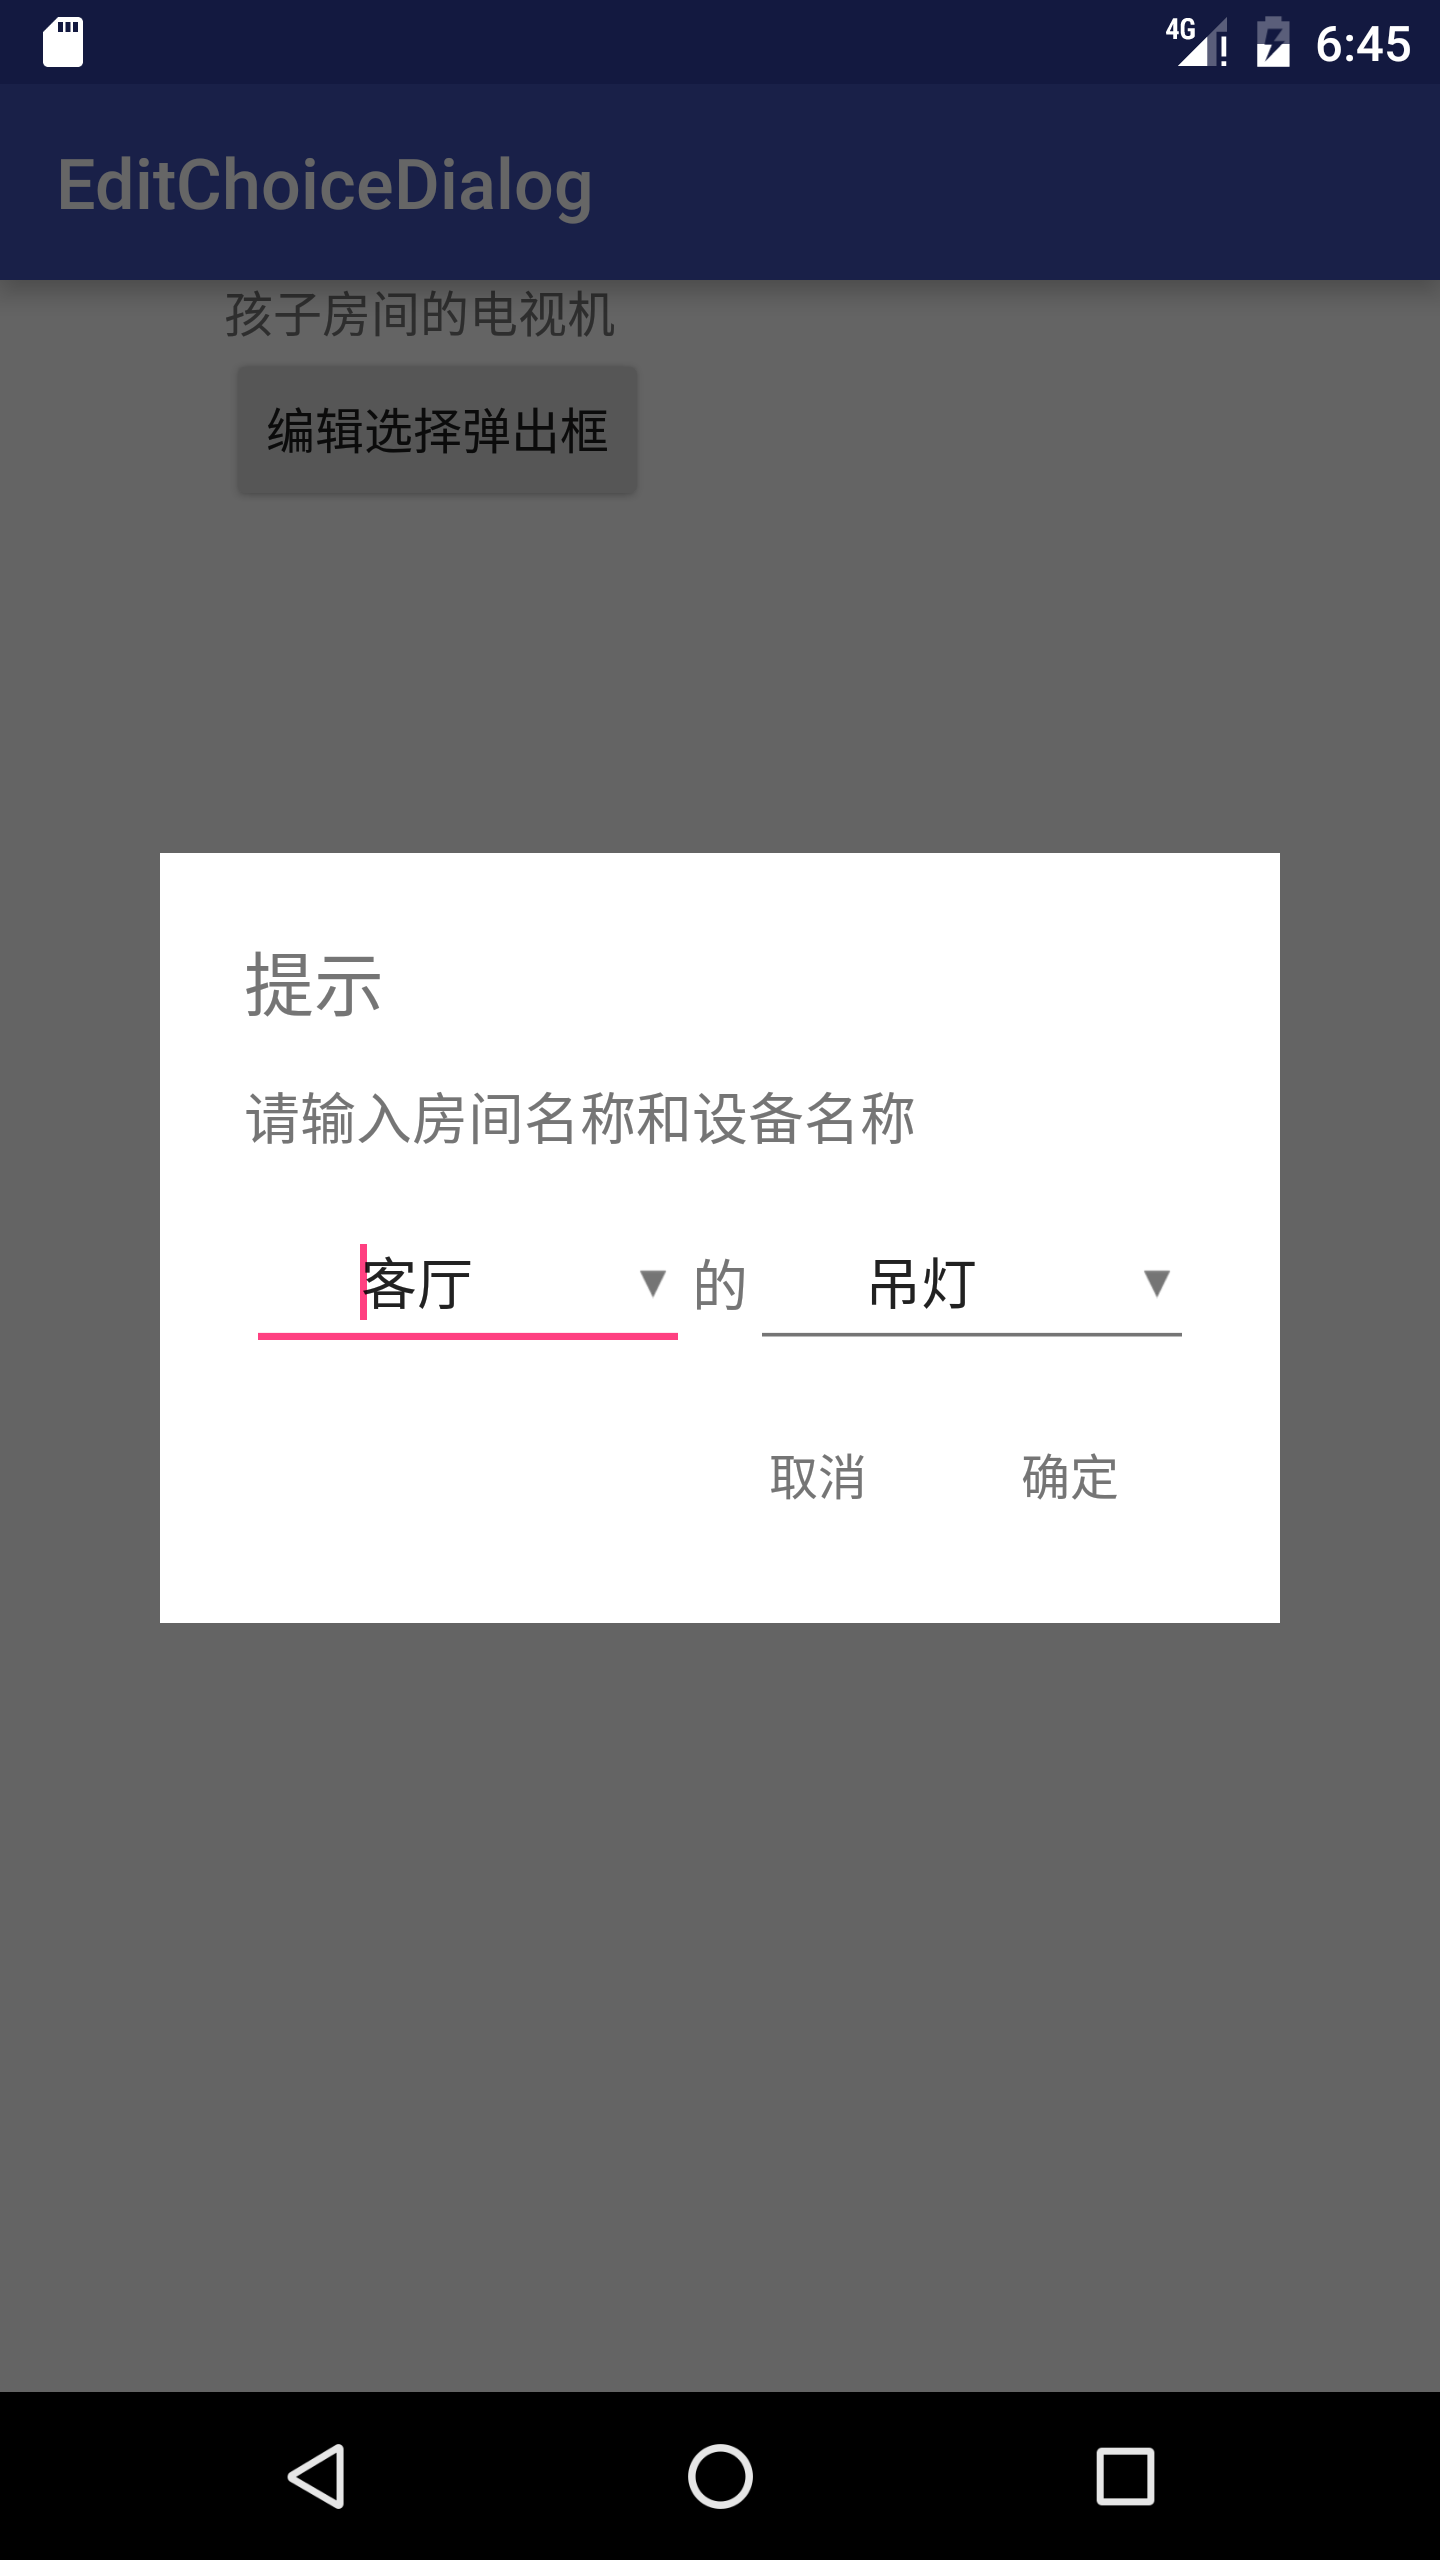 4G 6:45
EditChoiceDialog
孩子房间的电视机
编辑选择弹出框
提示
请输入房间名称和设备名称
客厅 ▼ 的 吊灯 ▼
取消 确定